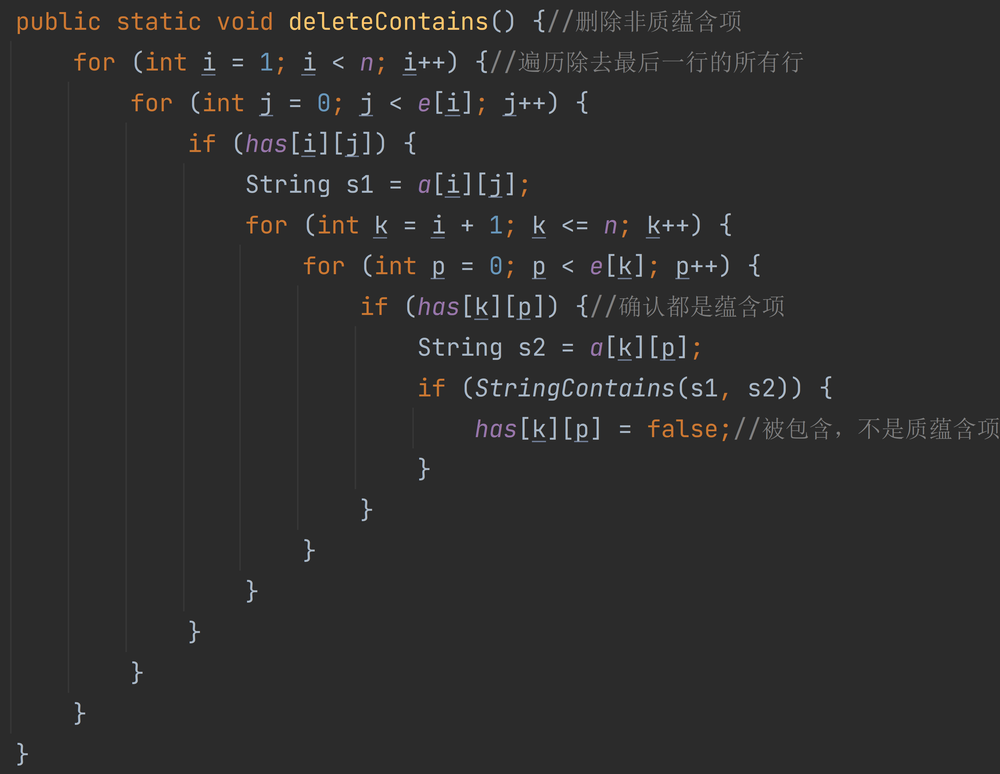 public static void deleteContains() {//删除非质蕴含项
    for (int i = 1; i < n; i++) {//遍历除去最后一行的所有行
        for (int j = 0; j < e[i]; j++) {
            if (has[i][j]) {
                String s1 = a[i][j];
                for (int k = i + 1; k <= n; k++) {
                    for (int p = 0; p < e[k]; p++) {
                        if (has[k][p]) {//确认都是蕴含项
                            String s2 = a[k][p];
                            if (StringContains(s1, s2)) {
                                has[k][p] = false;//被包含，不是质蕴含项
                            }
                        }
                    }
                }
            }
        }
    }
}